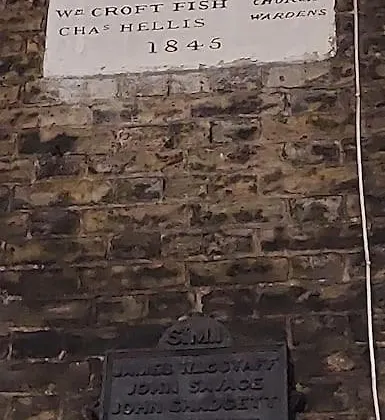 Wm CROFT FISH CHURCH
CHAs HELLIS WARDENS
1845
S.M.I.
JAMES
JOHN SAVAGE
JOHN